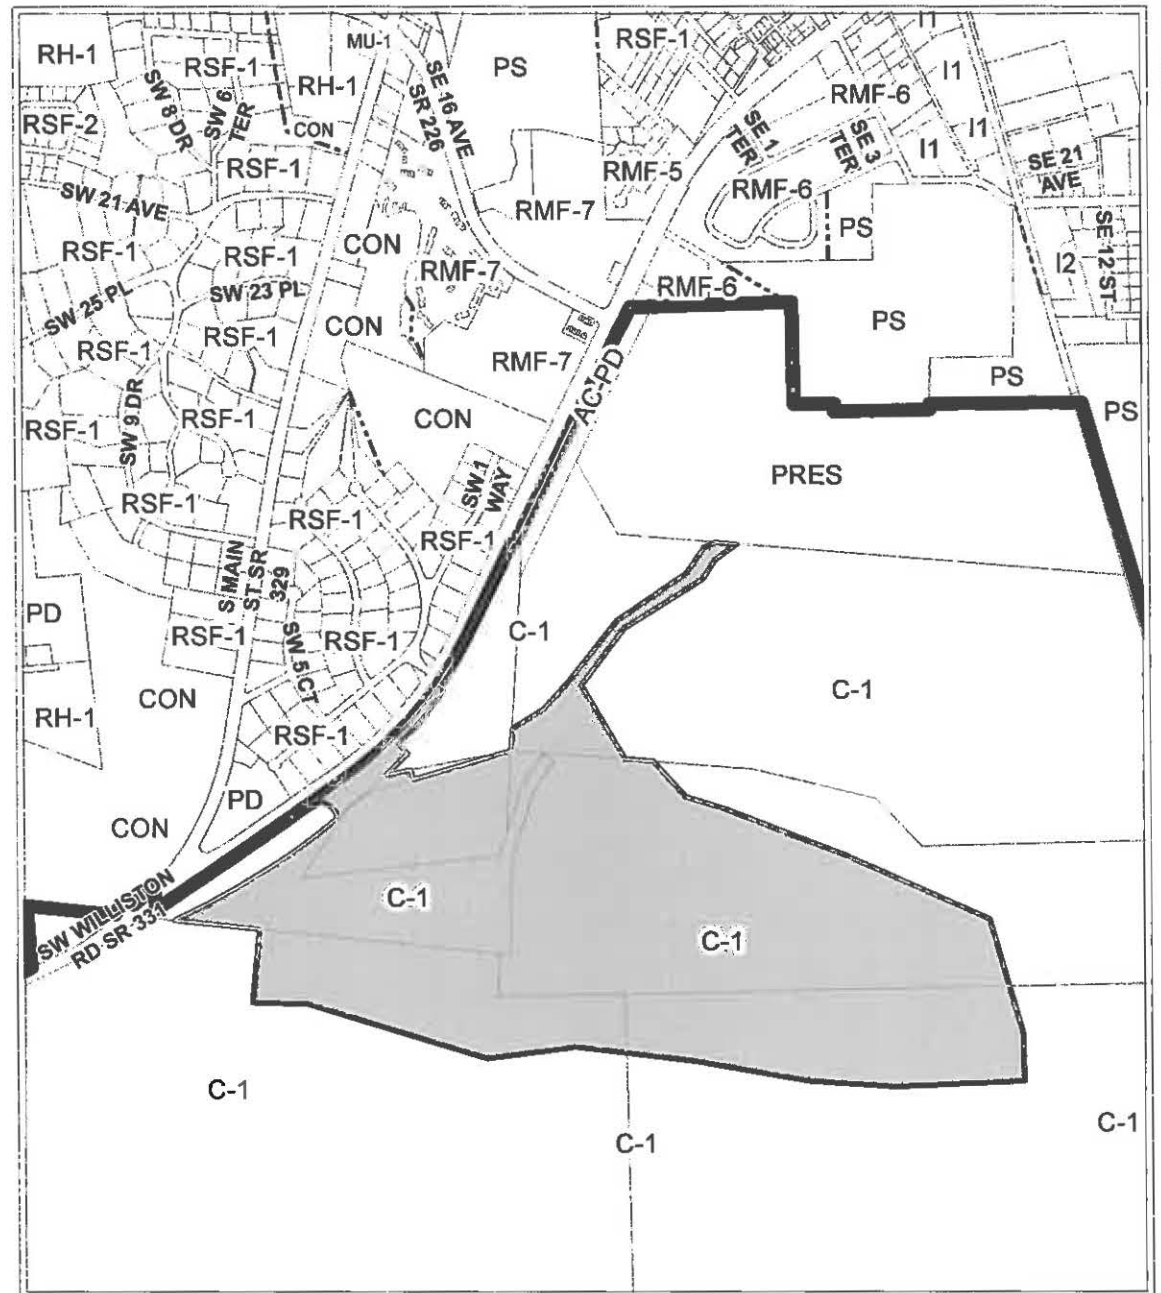 I1
MU-1
RSF-1
RH-1
RSF-1
RH-1
PS
I1
SE 16 AVE
SR 226
SW 8 DR
SW 6
TER
RMF-6
RSF-2
CON
I1
SE 1
TER
SE 3
TER
I1
SE 21
AVE
RSF-1
RMF-5
RMF-6
SW 21 AVE
RMF-7
PS
SE 12 ST
RSF-1
RSF-1
CON
RMF-7
I2
SW 25 PL
SW 23 PL
RMF-6
RSF-1
RSF-1
CON
PS
RMF-7
AC-PD
PS
SW 9 DR
RSF-1
RSF-1
CON
PS
PRES
SW 1
WAY
RSF-1
RSF-1
RSF-1
S MAIN
ST SR
329
PD
RSF-1
SW 5 CT
RSF-1
C-1
CON
C-1
RH-1
RSF-1
PD
CON
C-1
SW WILLISTON
RD SR 331
C-1
C-1
C-1
C-1